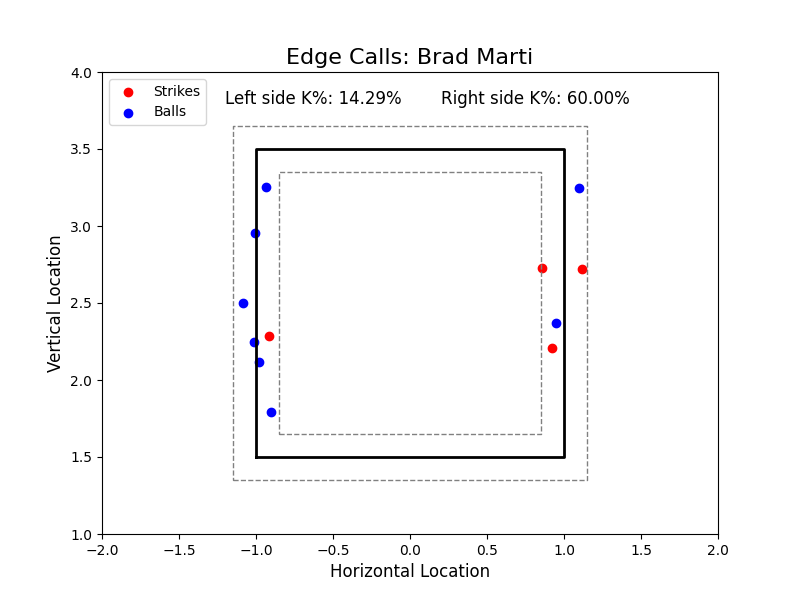 Edge Calls: Brad Marti
Strikes
Balls
Left side K%: 14.29%
Right side K%: 60.00%
4.0
3.5
3.0
2.5
2.0
1.5
1.0
Vertical Location
−2.0
−1.5
−1.0
−0.5
0.0
0.5
1.0
1.5
2.0
Horizontal Location